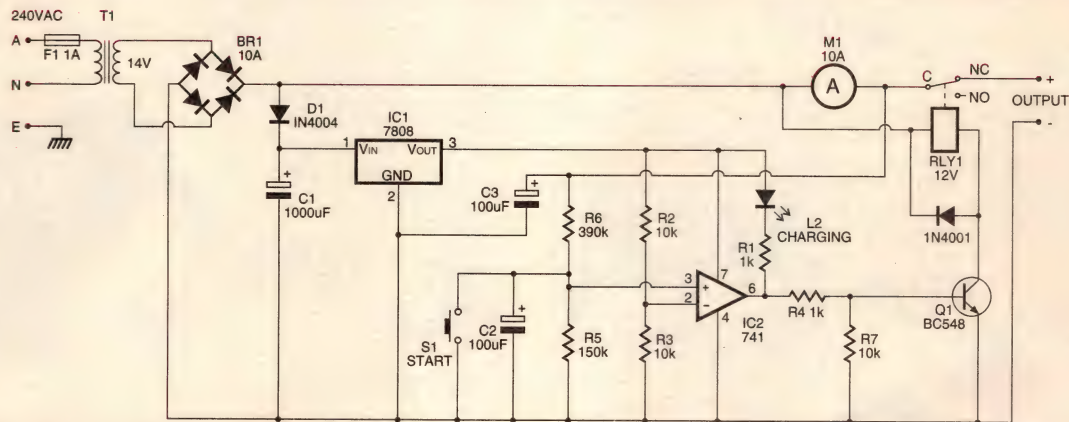 240VAC
T1
A
F1 1A
N
14V
E
BR1
10A
D1
IN4004
IC1
7808
1
VIN
VOUT
3
GND
2
C1
1000uF
C3
100uF
+
+
R6
390k
R2
10k
L2
CHARGING
R1
1k
M1
10A
A
C
NC
NO
+
OUTPUT
-
RLY1
12V
1N4001
S1
START
C2
100uF
+
R5
150k
R3
10k
3
+
2
-
7
6
4
IC2
741
R4 1k
R7
10k
Q1
BC548